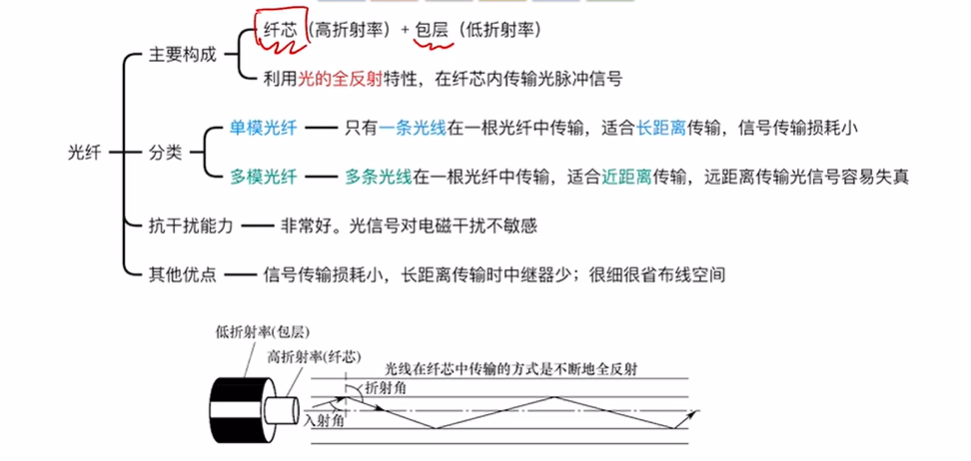 纤芯（高折射率）+ 包层（低折射率）
主要构成
利用光的全反射特性，在纤芯内传输光脉冲信号
单模光纤 只有一条光线在一根光纤中传输，适合长距离传输，信号传输损耗小
光纤 分类
多模光纤 多条光线在一根光纤中传输，适合近距离传输，远距离传输光信号容易失真
抗干扰能力 非常好。光信号对电磁干扰不敏感
其他优点 信号传输损耗小，长距离传输时中继器少；很细很省布线空间
低折射率(包层)
高折射率(纤芯)
光线在纤芯中传输的方式是不断地全反射
折射角
入射角